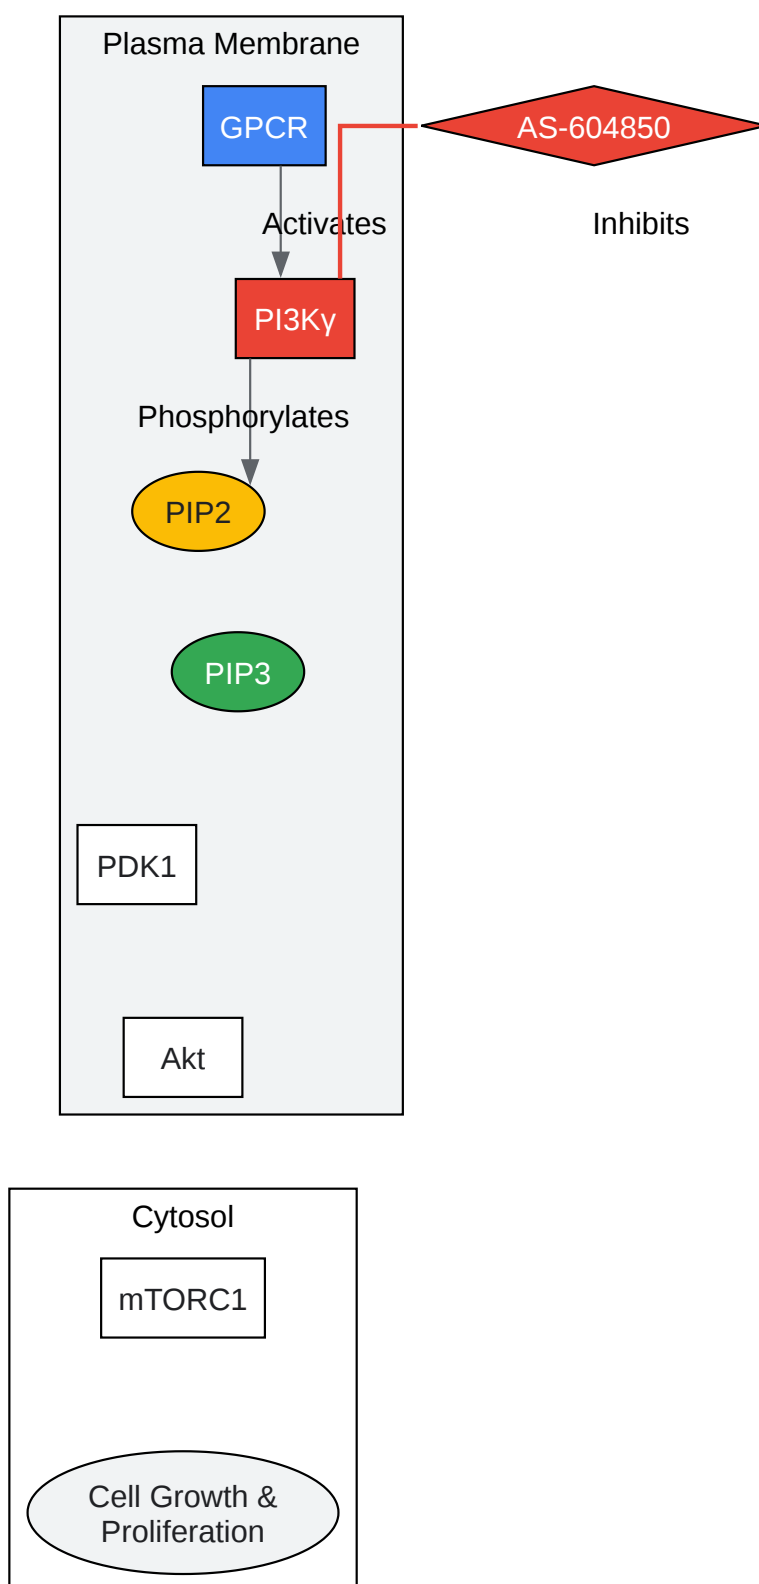 Plasma Membrane
GPCR
AS-604850
Activates
Inhibits
PI3Kγ
Phosphorylates
PIP2
PIP3
PDK1
Akt
Cytosol
mTORC1
Cell Growth &
Proliferation